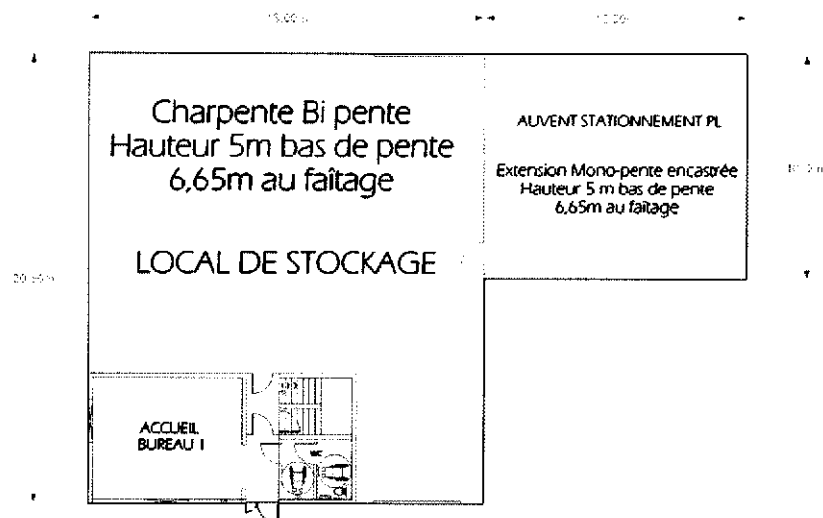 Charpente Bi pente
Hauteur 5m bas de pente
6,65m au faîtage
LOCAL DE STOCKAGE
AUVENT STATIONNEMENT PL
Extension Mono-pente encastrée
Hauteur 5 m bas de pente
6,65m au faîtage
ACCUEIL
BUREAU 1
WC